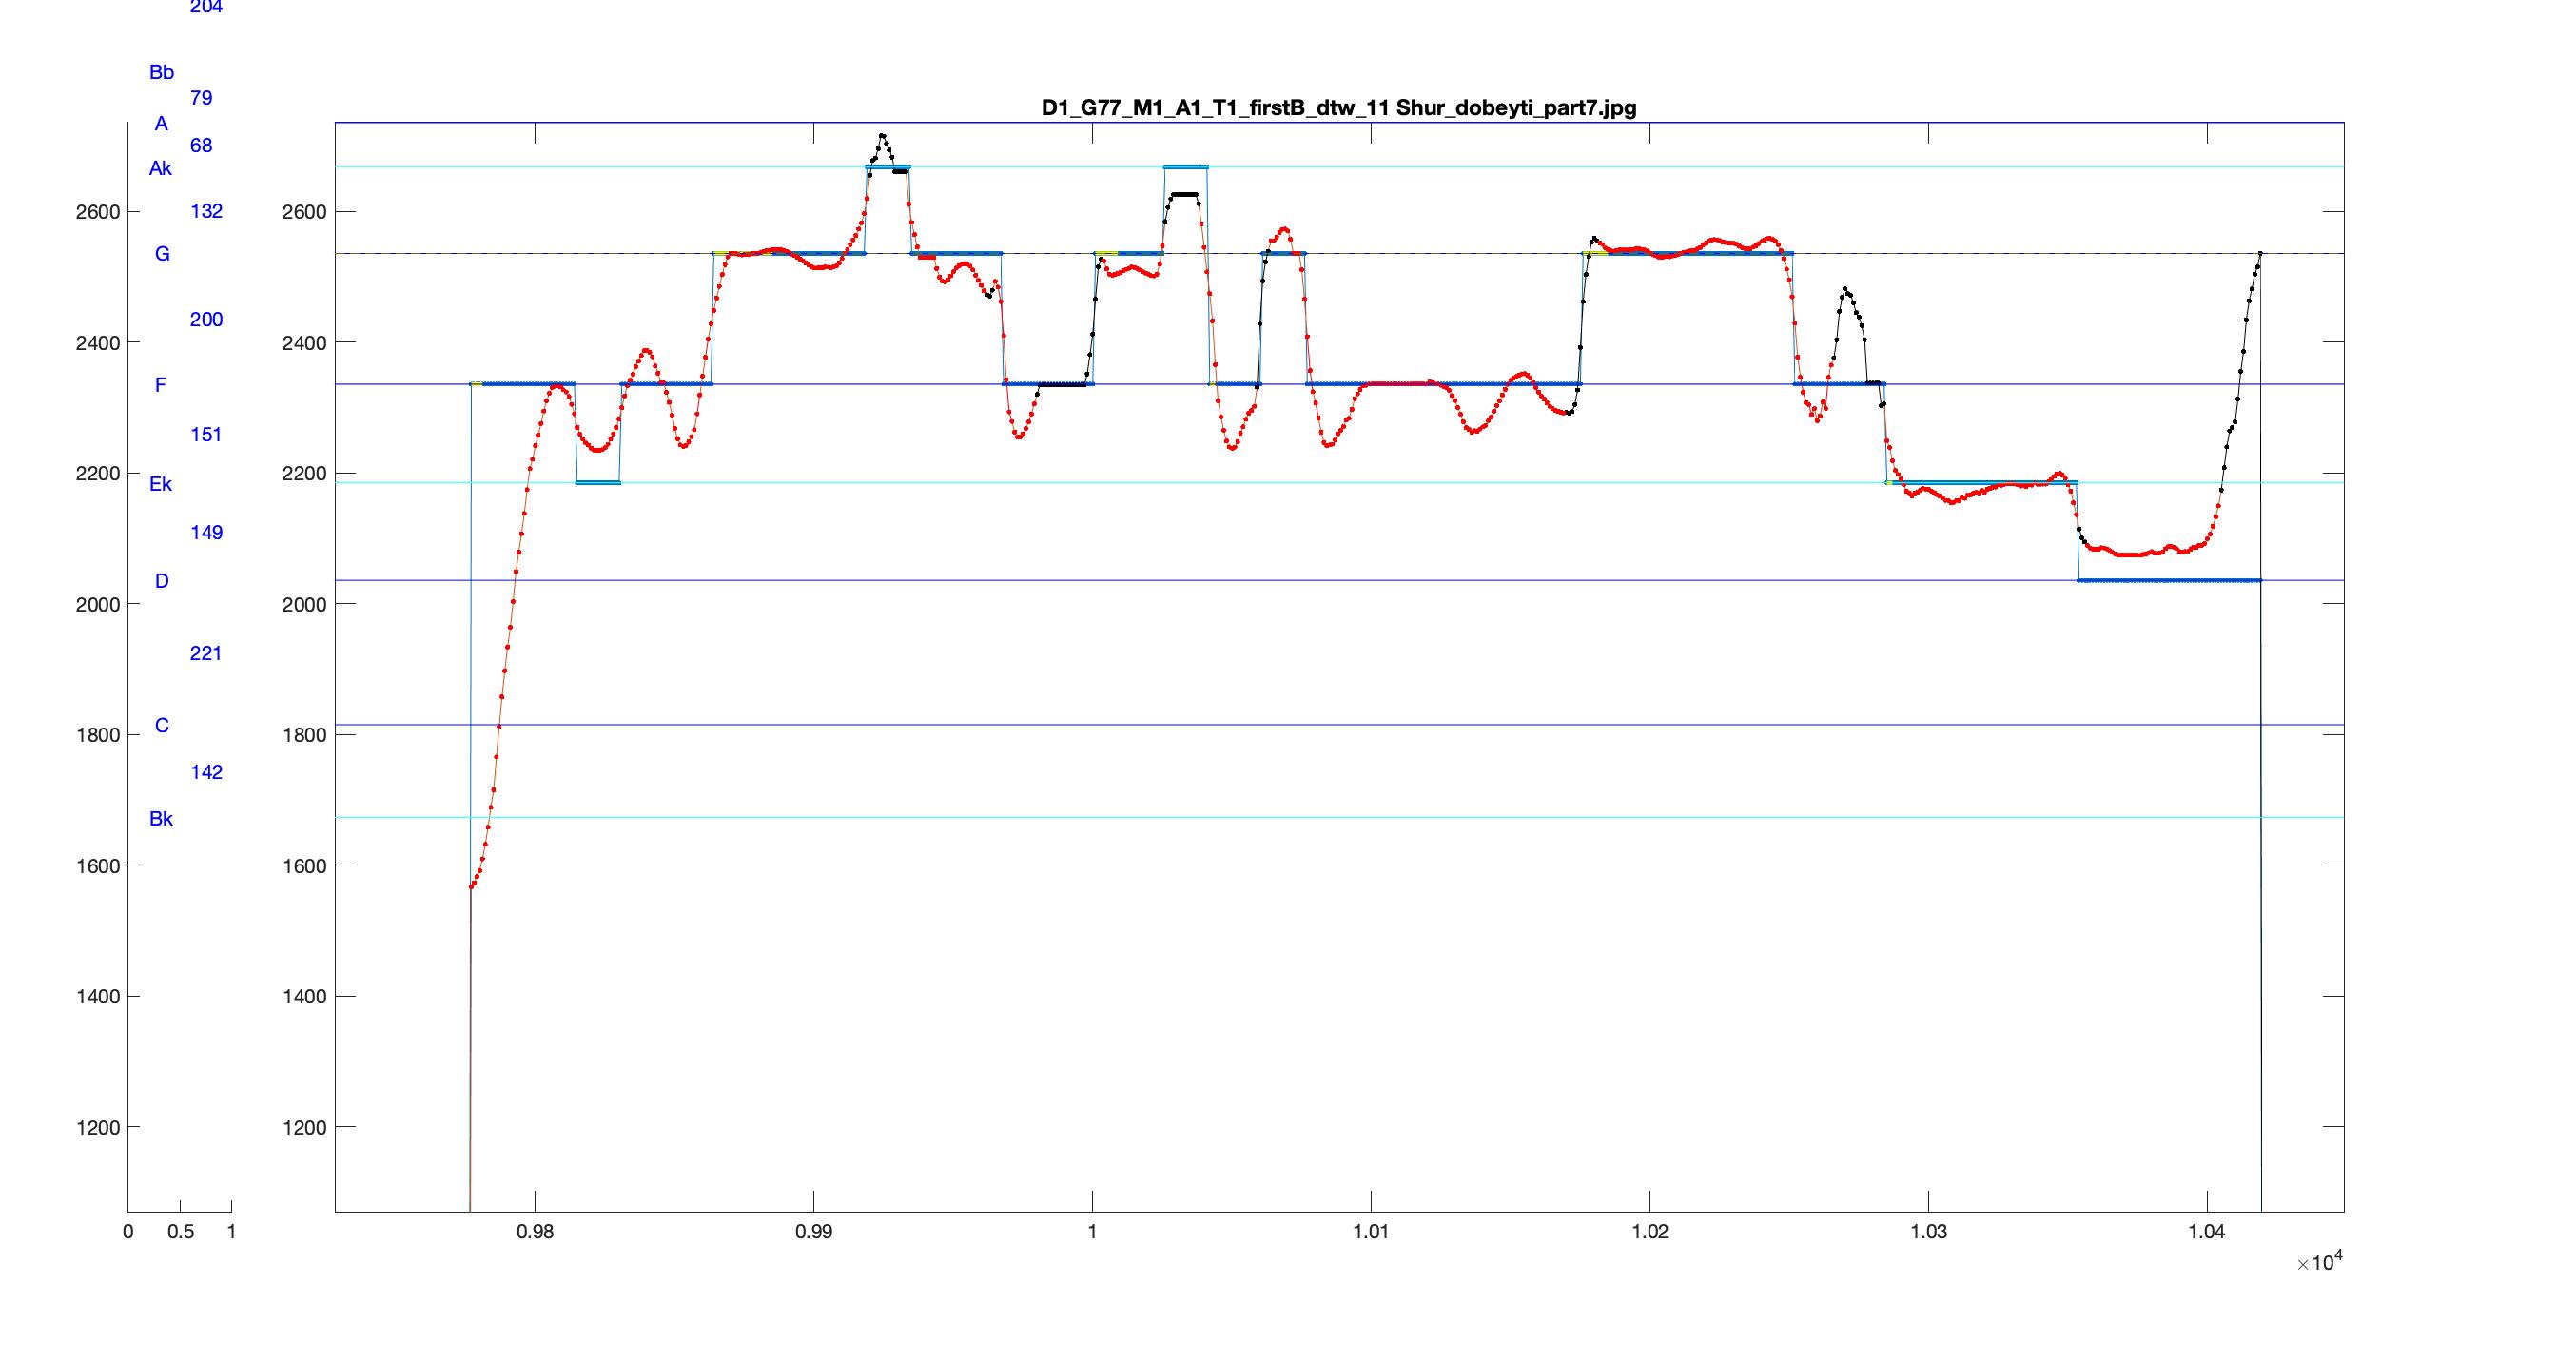 204
Bb
79
D1_G77_M1_A1_T1_firstB_dtw_11 Shur_dobeyti_part7.jpg
A
68
Ak
2600 132 2600
G
200
2400 2400
F
151
2200 2200
Ek
149
D
2000 2000
221
C
1800 1800
142
Bk
1600 1600
1400 1400
1200 1200
0 0.5 1 0.98 0.99 1 1.01 1.02 1.03 1.04
×10⁴